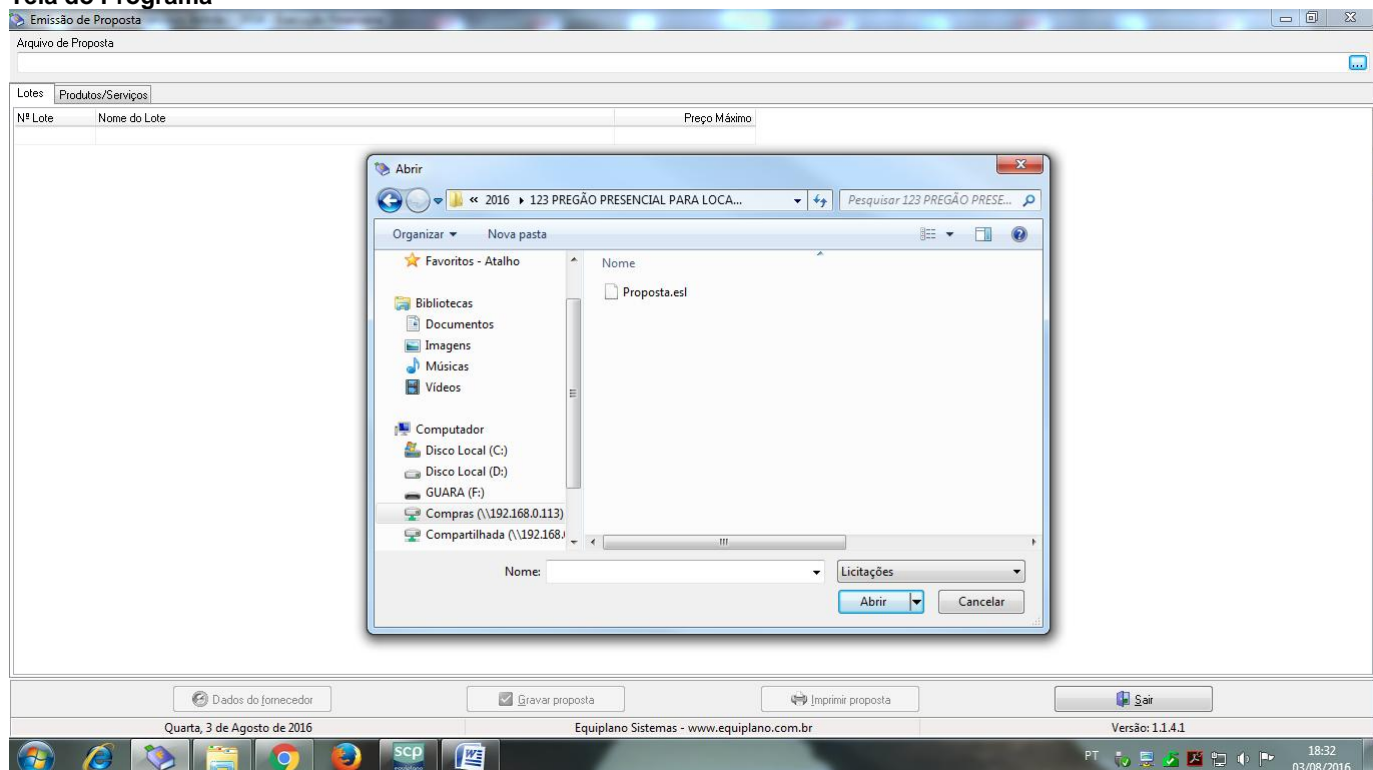 Tela do Programa
Emissão de Proposta
Arquivo de Proposta
...
Lotes Produtos/Serviços
Nº Lote Nome do Lote Preço Máximo
Abrir
« 2016 ▸ 123 PREGÃO PRESENCIAL PARA LOCA... Pesquisar 123 PREGÃO PRESE...
Organizar Nova pasta
Favoritos - Atalho
Nome
Proposta.esl
Bibliotecas
Documentos
Imagens
Músicas
Vídeos
Computador
Disco Local (C:)
Disco Local (D:)
GUARA (F:)
Compras (\\192.168.0.113)
Compartilhada (\\192.168.
Nome: Licitações
Abrir Cancelar
Dados do fornecedor Gravar proposta Imprimir proposta Sair
Quarta, 3 de Agosto de 2016 Equiplano Sistemas - www.equiplano.com.br Versão: 1.1.4.1
scp
equiplano
PT 18:32
03/08/2016